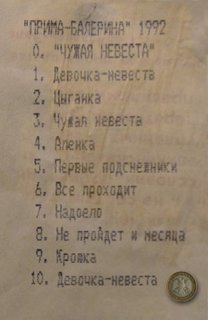 "ПРИМА-БАЛЕРИНА" 1992
0. "ЧУЖАЯ НЕВЕСТА"
1. Девочка-невеста
2. Цыганка
3. Чужая невеста
4. Аленка
5. Первые подснежники
6. Все проходит
7. Надоело
8. Не пройдет и месяца
9. Крошка
10. Девочка-невеста